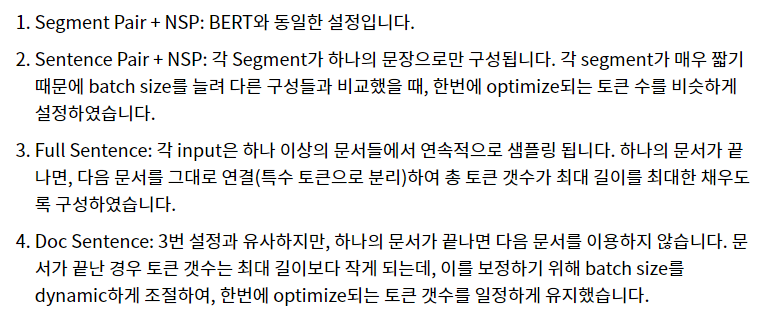 1. Segment Pair + NSP: BERT와 동일한 설정입니다.
2. Sentence Pair + NSP: 각 Segment가 하나의 문장으로만 구성됩니다. 각 segment가 매우 짧기
때문에 batch size를 늘려 다른 구성들과 비교했을 때, 한번에 optimize되는 토큰 수를 비슷하게
설정하였습니다.
3. Full Sentence: 각 input은 하나 이상의 문서들에서 연속적으로 샘플링 됩니다. 하나의 문서가 끝
나면, 다음 문서를 그대로 연결(특수 토큰으로 분리)하여 총 토큰 갯수가 최대 길이를 최대한 채우도
록 구성하였습니다.
4. Doc Sentence: 3번 설정과 유사하지만, 하나의 문서가 끝나면 다음 문서를 이용하지 않습니다. 문
서가 끝난 경우 토큰 갯수는 최대 길이보다 작게 되는데, 이를 보정하기 위해 batch size를
dynamic하게 조절하여, 한번에 optimize되는 토큰 갯수를 일정하게 유지했습니다.